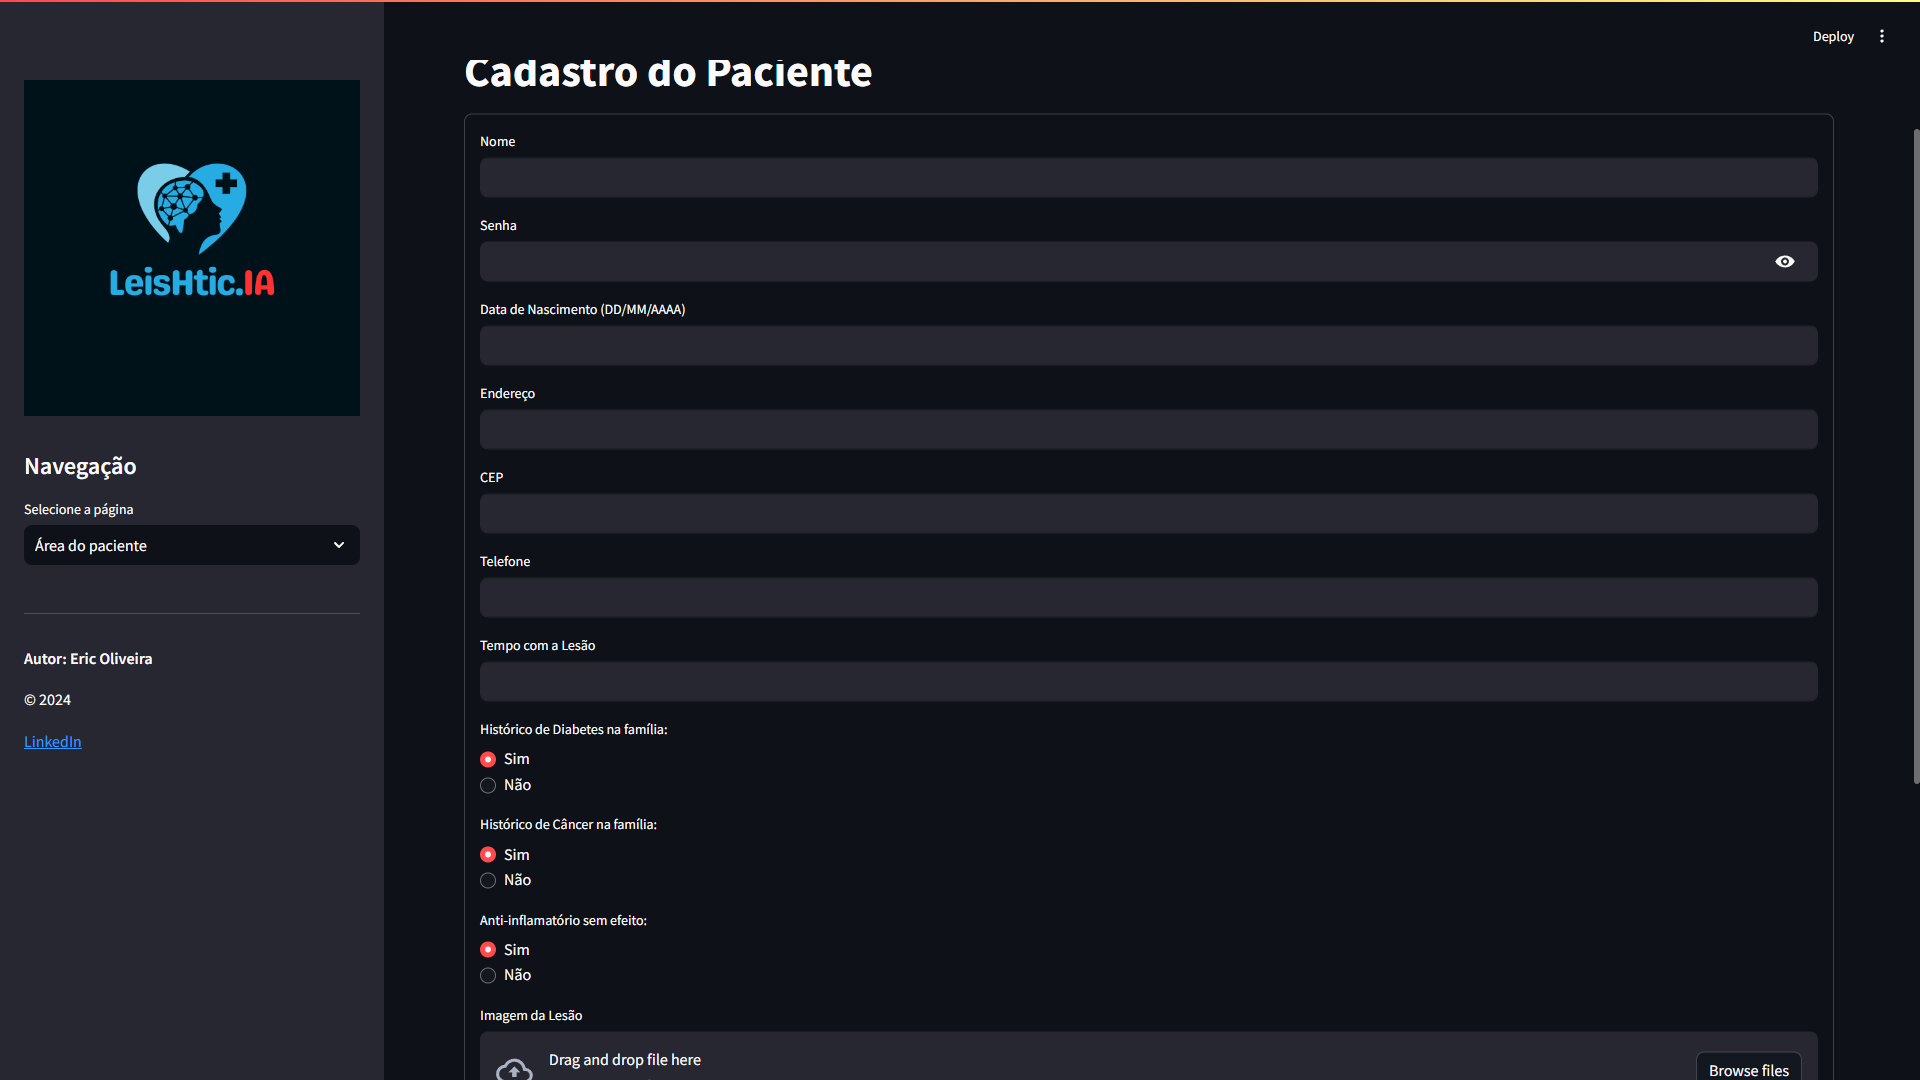 LeisHtic.IA
Navegação
Selecione a página
Área do paciente
Autor: Eric Oliveira
© 2024
LinkedIn
Deploy
Cadastro do Paciente
Nome
Senha
Data de Nascimento (DD/MM/AAAA)
Endereço
CEP
Telefone
Tempo com a Lesão
Histórico de Diabetes na família:
Sim
Não
Histórico de Câncer na família:
Sim
Não
Anti-inflamatório sem efeito:
Sim
Não
Imagem da Lesão
Drag and drop file here
Browse files